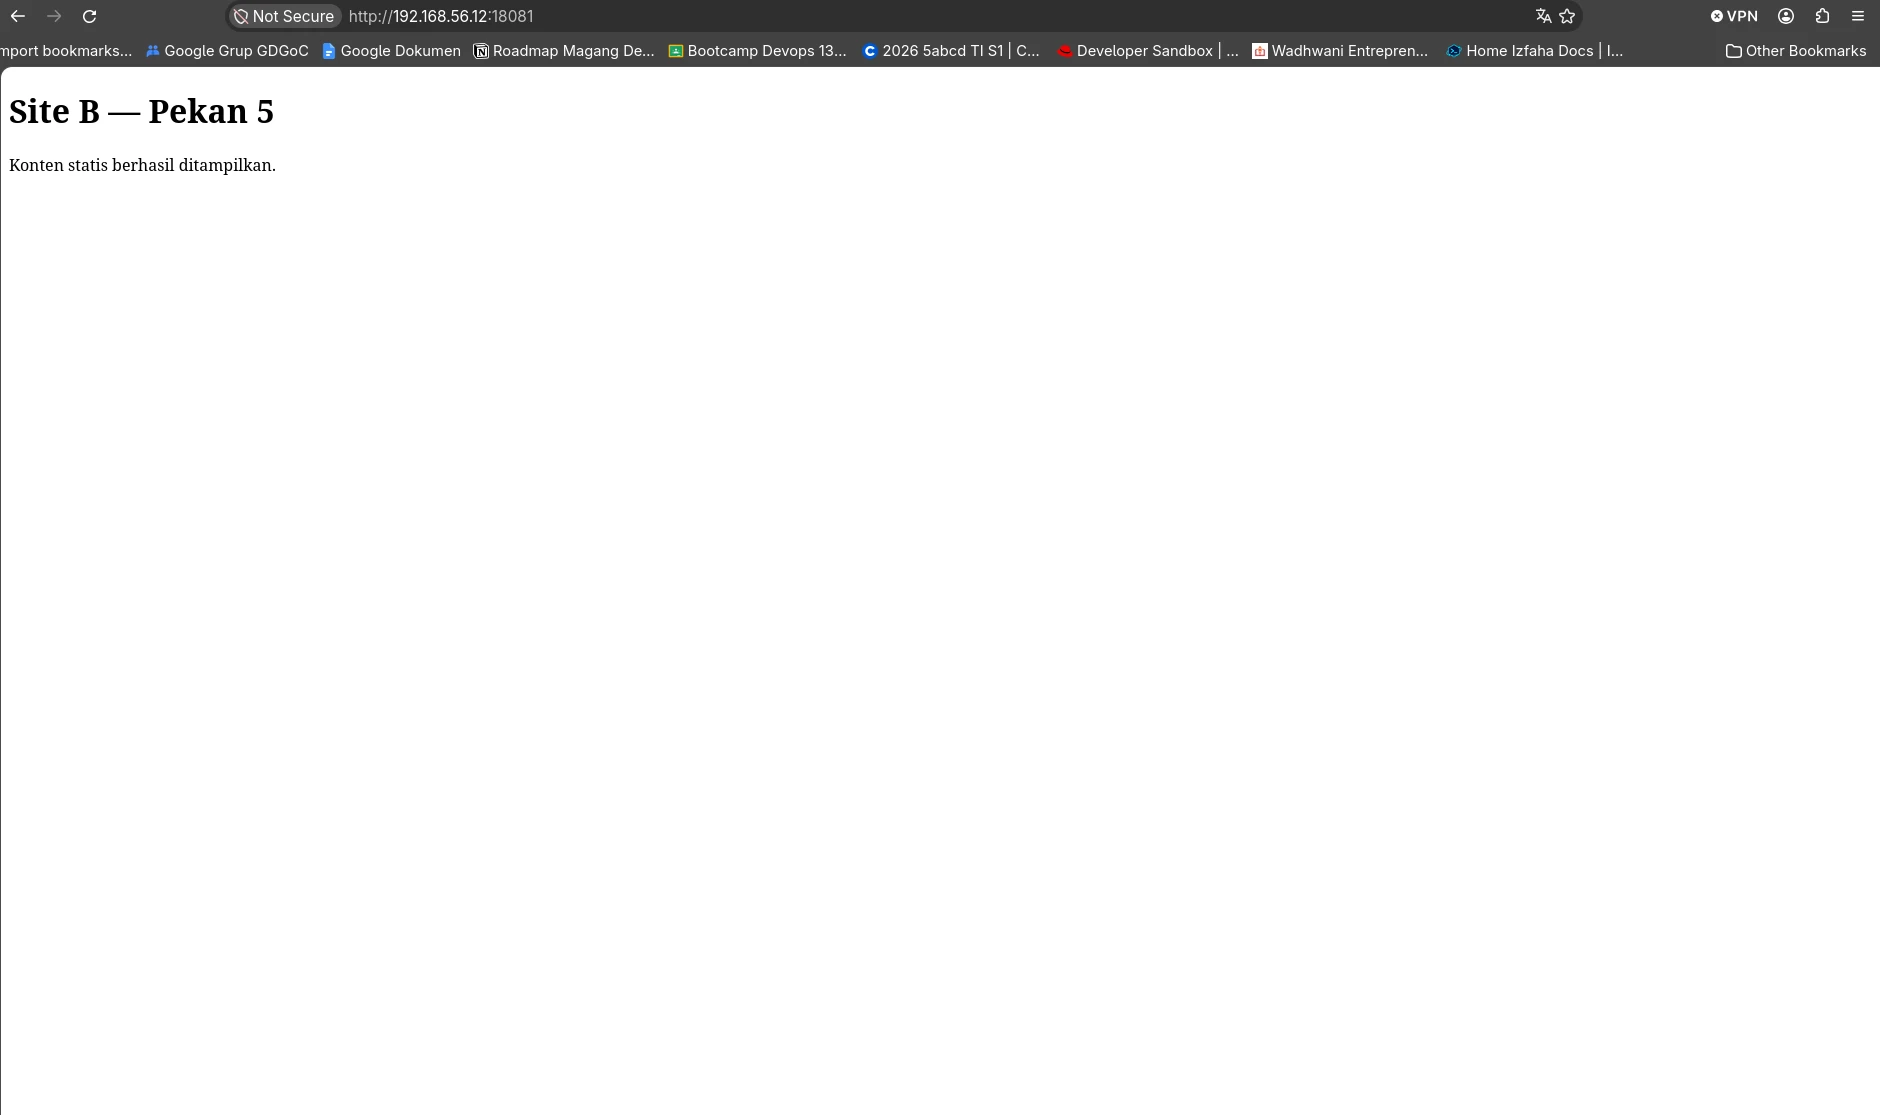 Not Secure http://192.168.56.12:18081 VPN
mport bookmarks... Google Grup GDGoC Google Dokumen Roadmap Magang De... Bootcamp Devops 13... 2026 5abcd TI S1 | C... Developer Sandbox | ... Wadhwani Entrepren... Home Izfaha Docs | I... Other Bookmarks
Site B — Pekan 5
Konten statis berhasil ditampilkan.